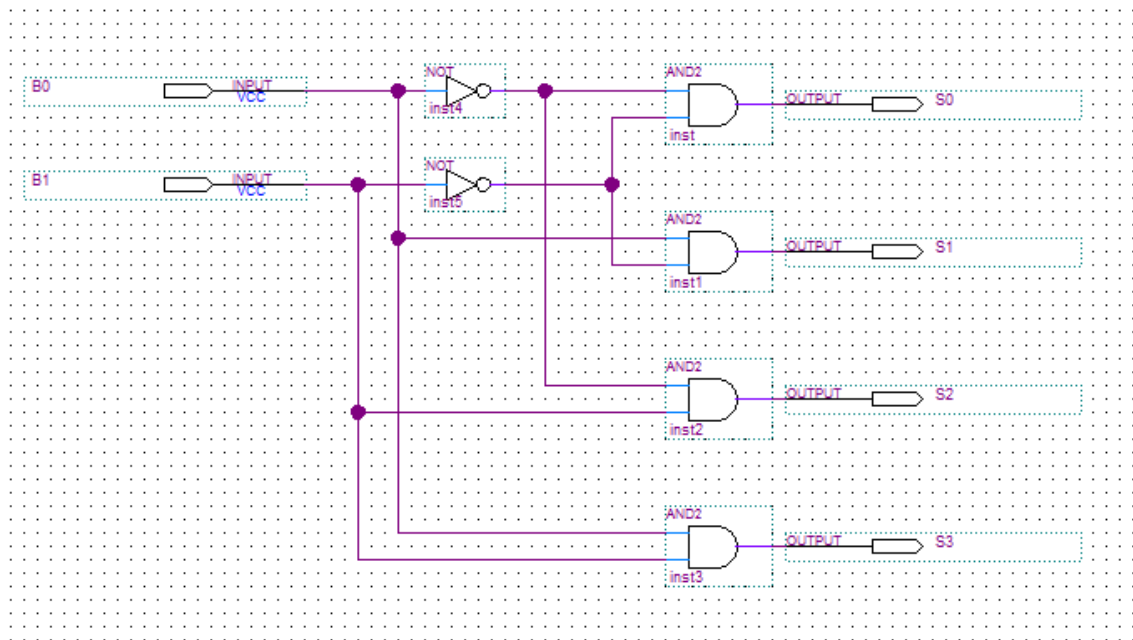 B0 INPUT VCC
NOT
inst4
AND2
inst
OUTPUT S0
B1 INPUT VCC
NOT
inst5
AND2
inst1
OUTPUT S1
AND2
inst2
OUTPUT S2
AND2
inst3
OUTPUT S3